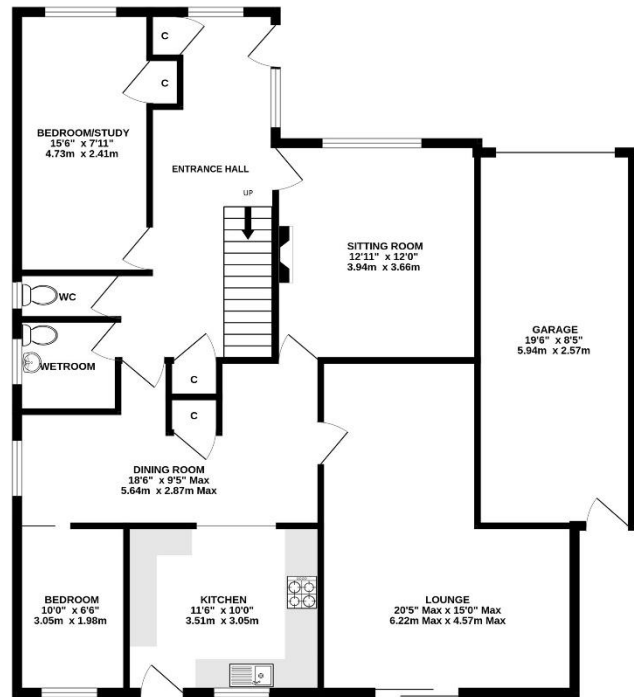 C
C
BEDROOM/STUDY
15'6" x 7'11"
4.73m x 2.41m
ENTRANCE HALL
UP
SITTING ROOM
12'11" x 12'0"
3.94m x 3.66m
WC
WETROOM
GARAGE
19'6" x 8'5"
5.94m x 2.57m
C
C
DINING ROOM
18'6" x 9'5" Max
5.64m x 2.87m Max
BEDROOM
10'0" x 6'6"
3.05m x 1.98m
KITCHEN
11'6" x 10'0"
3.51m x 3.05m
LOUNGE
20'5" Max x 15'0" Max
6.22m Max x 4.57m Max